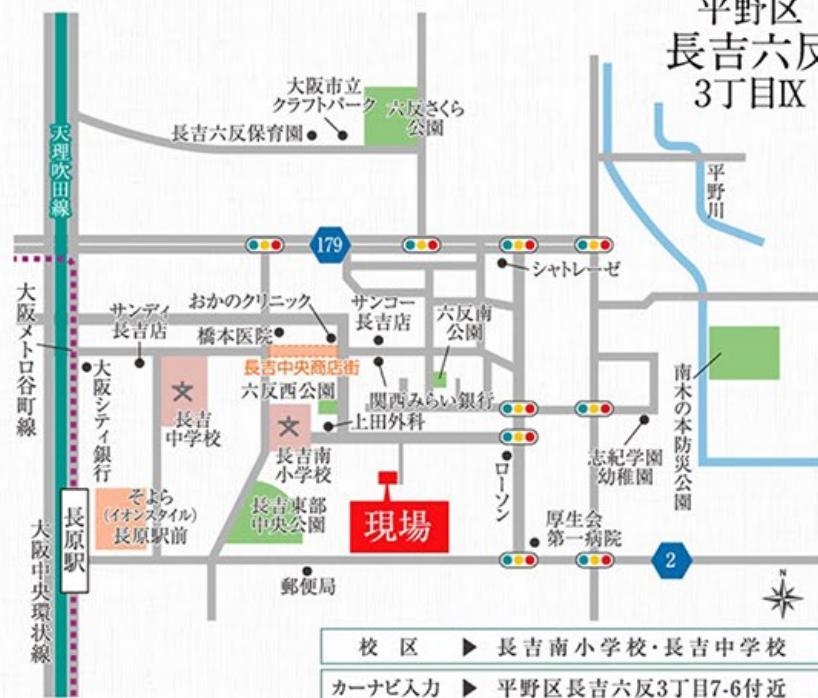 平野区
長吉六反
3丁目Ⅸ
大阪市立
クラフトパーク
六反さくら
公園
長吉六反保育園
天理吹田線
平野川
179
シャトレーゼ
大阪メトロ谷町線
サンディ
長吉店
おかのクリニック
橋本医院
サンコー
長吉店
六反南
公園
長吉中央商店街
六反西公園
関西みらい銀行
大阪シティ銀行
長吉
中学校
上田外科
長吉南
小学校
志紀学園
幼稚園
南木の本防災公園
ローソン
そよら
(イオンスタイル)
長原駅前
長吉東部
中央公園
現場
厚生会
第一病院
長原駅
大阪中央環状線
郵便局
2
N
校区 ▶ 長吉南小学校・長吉中学校
カーナビ入力 ▶ 平野区長吉六反3丁目7-6付近